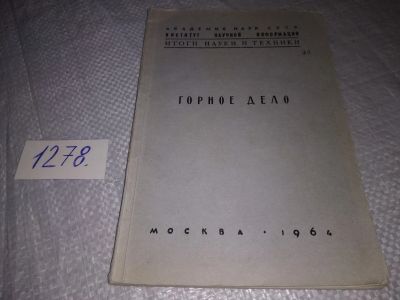 АКАДЕМИЯ НАУК СССР
ИНСТИТУТ НАУЧНОЙ ИНФОРМАЦИИ
ИТОГИ НАУКИ И ТЕХНИКИ
ГОРНОЕ ДЕЛО
1278.
МОСКВА • 1964